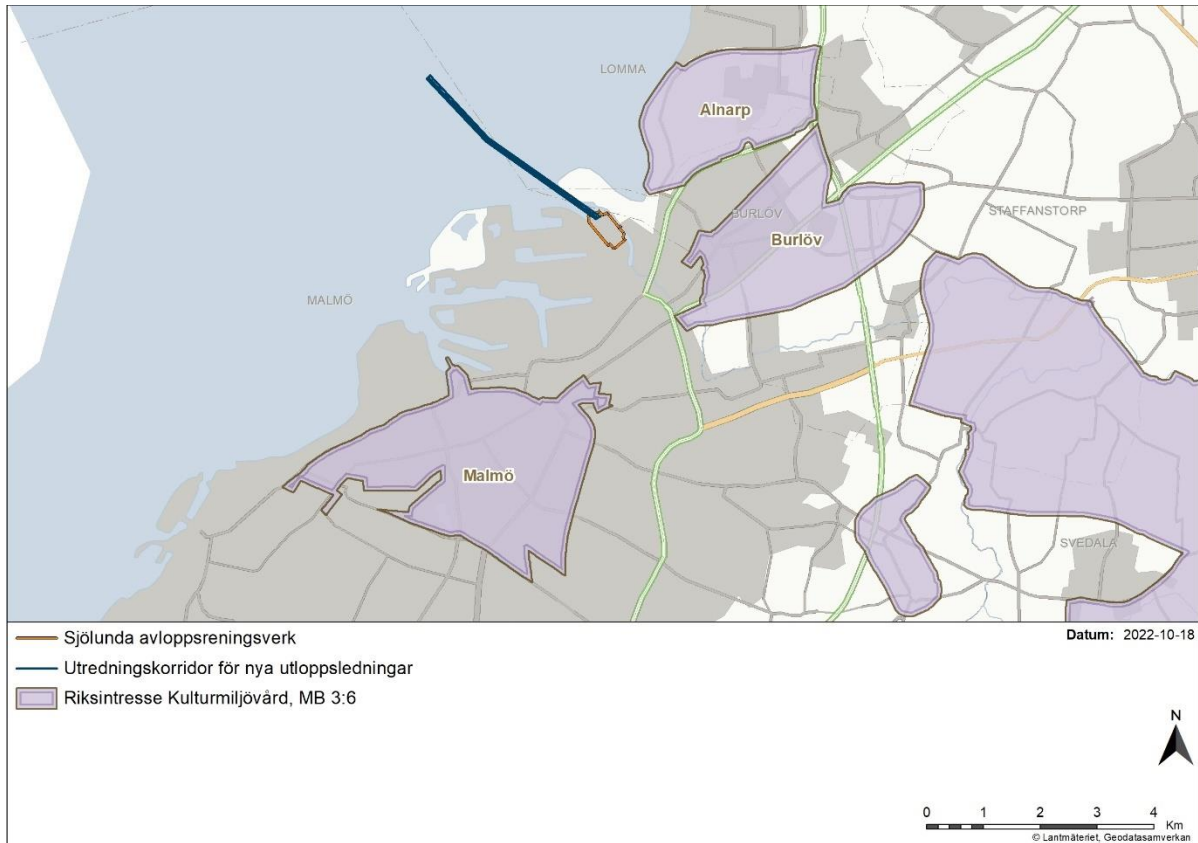 LOMMA
Alnarp
BURLÖV
STAFFANSTORP
Burlöv
MALMÖ
Malmö
SVEDALA
Sjölunda avloppsreningsverk
Datum: 2022-10-18
Utredningskorridor för nya utloppsledningar
Riksintresse Kulturmiljövård, MB 3:6
N
0 1 2 3 4
Km
© Lantmäteriet, Geodatasamverkan